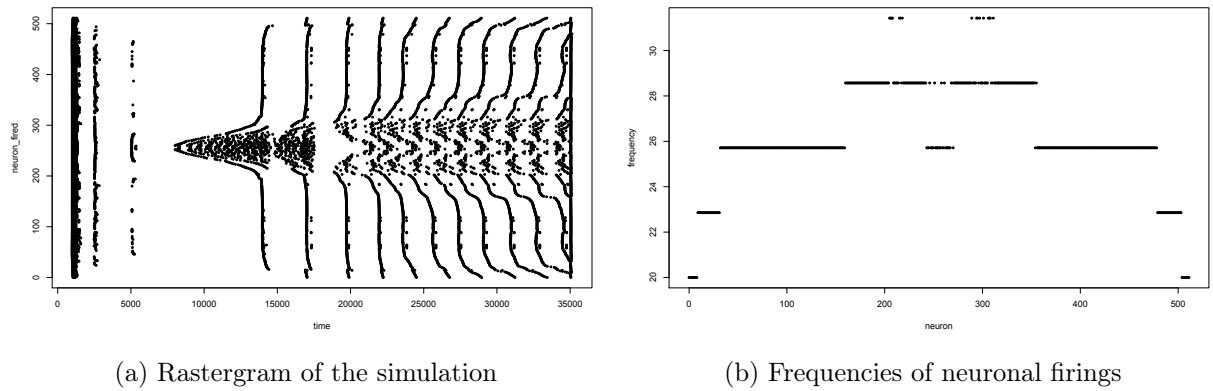 500
400
300
200
100
0
neuron_fired
0 5000 10000 15000 20000 25000 30000 35000
time
(a) Rastergram of the simulation
30
28
26
24
22
20
frequency
0 100 200 300 400 500
neuron
(b) Frequencies of neuronal firings